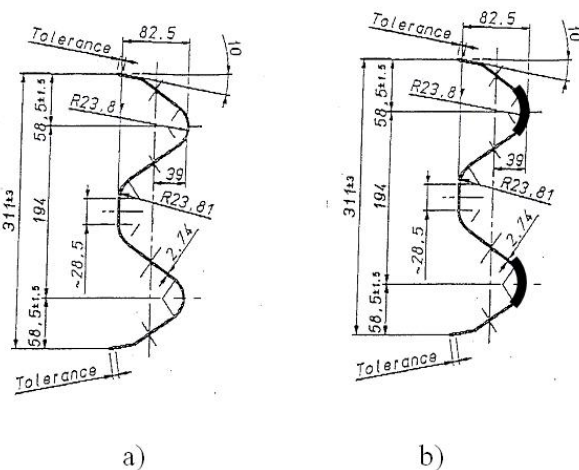 Tolerance
82.5
10
R23,8
58,5±1.5
39
R23,81
194
311±3
~28,5
2,74
58,5±1.5
Tolerance
a)
Tolerance
82.5
10
R23,8
58,5±1.5
39
R23,81
194
311±3
~28,5
2,74
58,5±1.5
Tolerance
b)